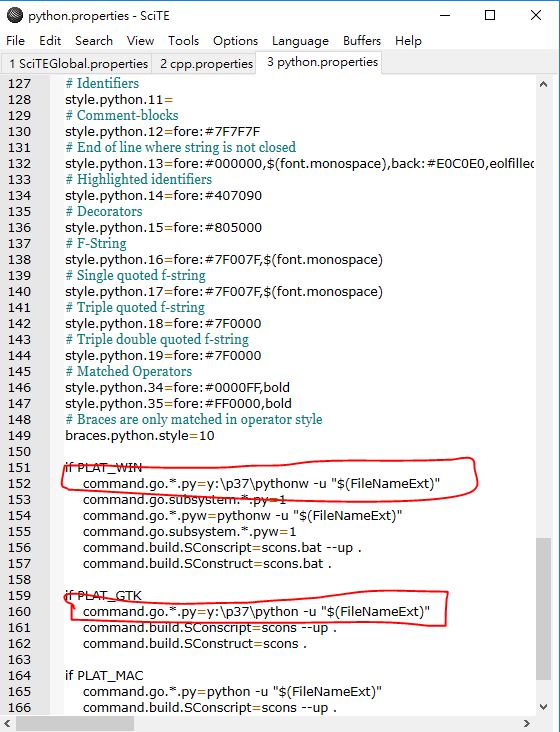 python.properties - SciTE
File Edit Search View Tools Options Language Buffers Help
1 SciTEGlobal.properties 2 cpp.properties 3 python.properties
127 # Identifiers
128 style.python.11=
129 # Comment-blocks
130 style.python.12=fore:#7F7F7F
131 # End of line where string is not closed
132 style.python.13=fore:#000000,$(font.monospace),back:#E0C0E0,eolfilled
133 # Highlighted identifiers
134 style.python.14=fore:#407090
135 # Decorators
136 style.python.15=fore:#805000
137 # F-String
138 style.python.16=fore:#7F007F,$(font.monospace)
139 # Single quoted f-string
140 style.python.17=fore:#7F007F,$(font.monospace)
141 # Triple quoted f-string
142 style.python.18=fore:#7F0000
143 # Triple double quoted f-string
144 style.python.19=fore:#7F0000
145 # Matched Operators
146 style.python.34=fore:#0000FF,bold
147 style.python.35=fore:#FF0000,bold
148 # Braces are only matched in operator style
149 braces.python.style=10
150
151 if PLAT_WIN
152 command.go.*.py=y:\p37\pythonw -u "$(FileNameExt)"
153 command.go.subsystem.*.py=1
154 command.go.*.pyw=pythonw -u "$(FileNameExt)"
155 command.go.subsystem.*.pyw=1
156 command.build.SConscript=scons.bat --up .
157 command.build.SConstruct=scons.bat .
158
159 if PLAT_GTK
160 command.go.*.py=y:\p37\python -u "$(FileNameExt)"
161 command.build.SConscript=scons --up .
162 command.build.SConstruct=scons .
163
164 if PLAT_MAC
165 command.go.*.py=python -u "$(FileNameExt)"
166 command.build.SConscript=scons --up .